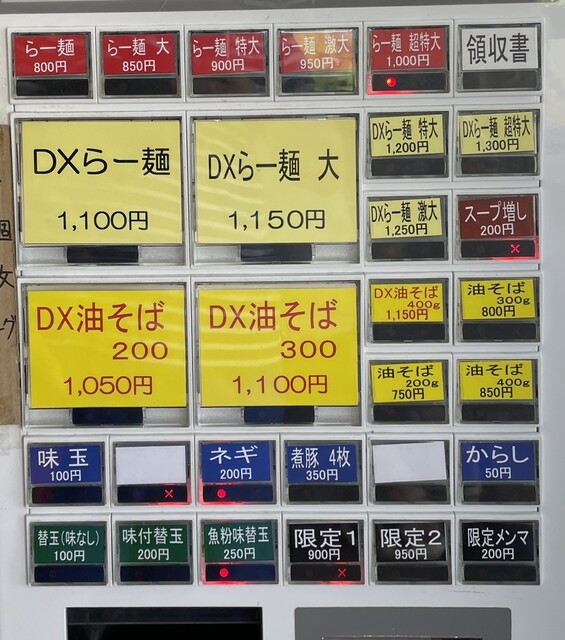 らー麺
800円
らー麺 大
850円
らー麺 特大
900円
らー麺 激大
950円
らー麺 超特大
1,000円
領収書
DXらー麺
1,100円
DXらー麺 大
1,150円
DXらー麺 特大
1,200円
DXらー麺 超特大
1,300円
DXらー麺 激大
1,250円
スープ増し
200円
DX油そば
200
1,050円
DX油そば
300
1,100円
DX油そば
400g
1,150円
油そば
300g
800円
油そば
200g
750円
油そば
400g
850円
味玉
100円
ネギ
200円
煮豚 4枚
350円
からし
50円
替玉(味なし)
100円
味付替玉
200円
魚粉味替玉
250円
限定1
900円
限定2
950円
限定メンマ
200円